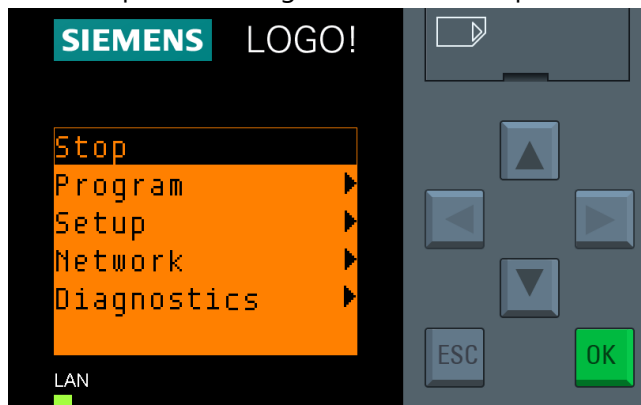 SIEMENS LOGO!
Stop
Program
Setup
Network
Diagnostics
ESC OK
LAN